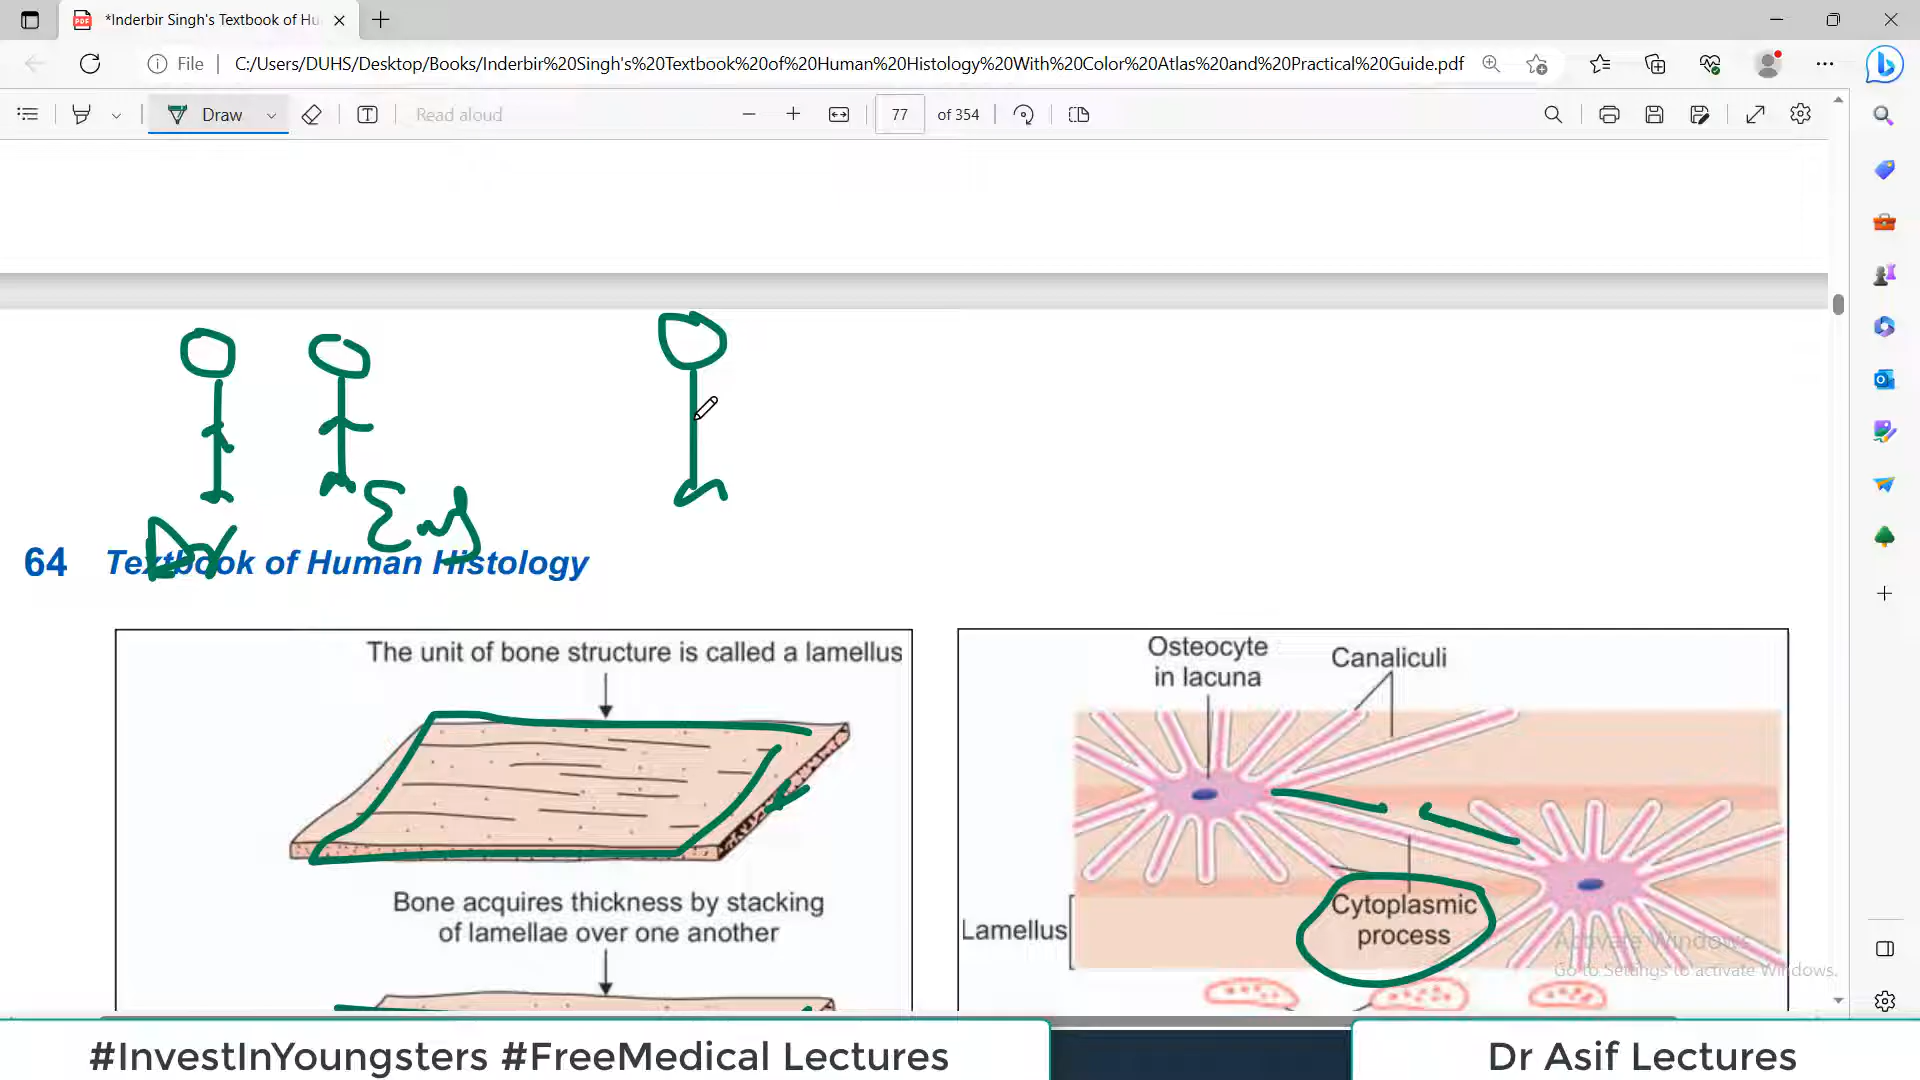 *Inderbir Singh's Textbook of Hu
File
C:/Users/DUHS/Desktop/Books/Inderbir%20Singh's%20Textbook%20of%20Human%20Histology%20With%20Color%20Atlas%20and%20Practical%20Guide.pdf
Draw
Read aloud
77 of 354
Dr
Eng
64 Textbook of Human Histology
The unit of bone structure is called a lamellus
Bone acquires thickness by stacking
of lamellae over one another
Osteocyte
in lacuna
Canaliculi
Cytoplasmic
process
Lamellus
Activate Windows
Go to Settings to activate Windows.
#InvestInYoungsters #FreeMedical Lectures
Dr Asif Lectures